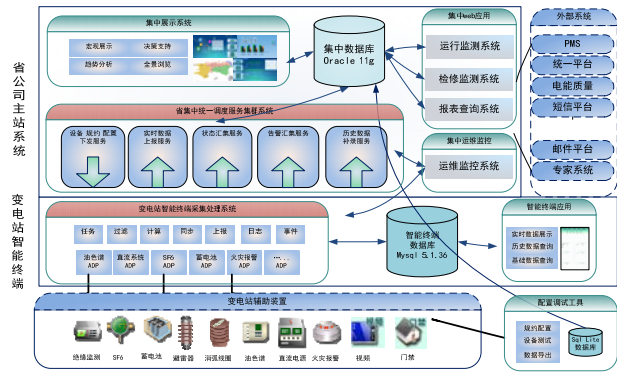 省公司主站系统
集中展示系统
宏观展示
决策支持
趋势分析
全景浏览
集中数据库
Oracle 11g
集中web应用
运行监测系统
检修监测系统
报表查询系统
外部系统
PMS
统一平台
电能质量
短信平台
邮件平台
专家系统
省集中统一调度服务集群系统
设备 规约 配置
下发服务
实时数据
上报服务
状态汇集服务
告警汇集服务
历史数据
补录服务
集中运维监控
运维监控系统
变电站智能终端
变电站智能终端采集处理系统
任务
过滤
计算
同步
上报
日志
事件
油色谱
ADP
直流系统
ADP
SF6
ADP
蓄电池
ADP
火灾报警
ADP
……
ADP
智能终端
数据库
Mysql 5.1.36
智能终端应用
实时数据展示
历史数据查询
基础数据查询
变电站辅助装置
绝缘监测
SF6
蓄电池
避雷器
消弧线圈
油色谱
直流电源
火灾报警
视频
门禁
配置调试工具
规约配置
设备测试
数据导出
Sql Lite
数据库